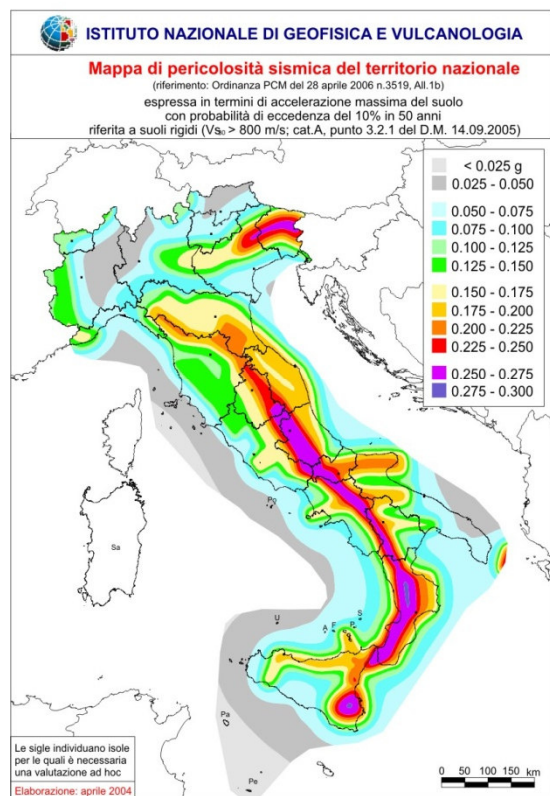 ISTITUTO NAZIONALE DI GEOFISICA E VULCANOLOGIA
Mappa di pericolosità sismica del territorio nazionale
(riferimento: Ordinanza PCM del 28 aprile 2006 n.3519, All.1b)
espressa in termini di accelerazione massima del suolo
con probabilità di eccedenza del 10% in 50 anni
riferita a suoli rigidi (Vs30 > 800 m/s; cat.A, punto 3.2.1 del D.M. 14.09.2005)
< 0.025 g
0.025 - 0.050
0.050 - 0.075
0.075 - 0.100
0.100 - 0.125
0.125 - 0.150
0.150 - 0.175
0.175 - 0.200
0.200 - 0.225
0.225 - 0.250
0.250 - 0.275
0.275 - 0.300
Po
Sa
U
S
A
F
P
Pa
Pe
Le sigle individuano isole
per le quali è necessaria
una valutazione ad hoc
Elaborazione: aprile 2004
0 50 100 150 km